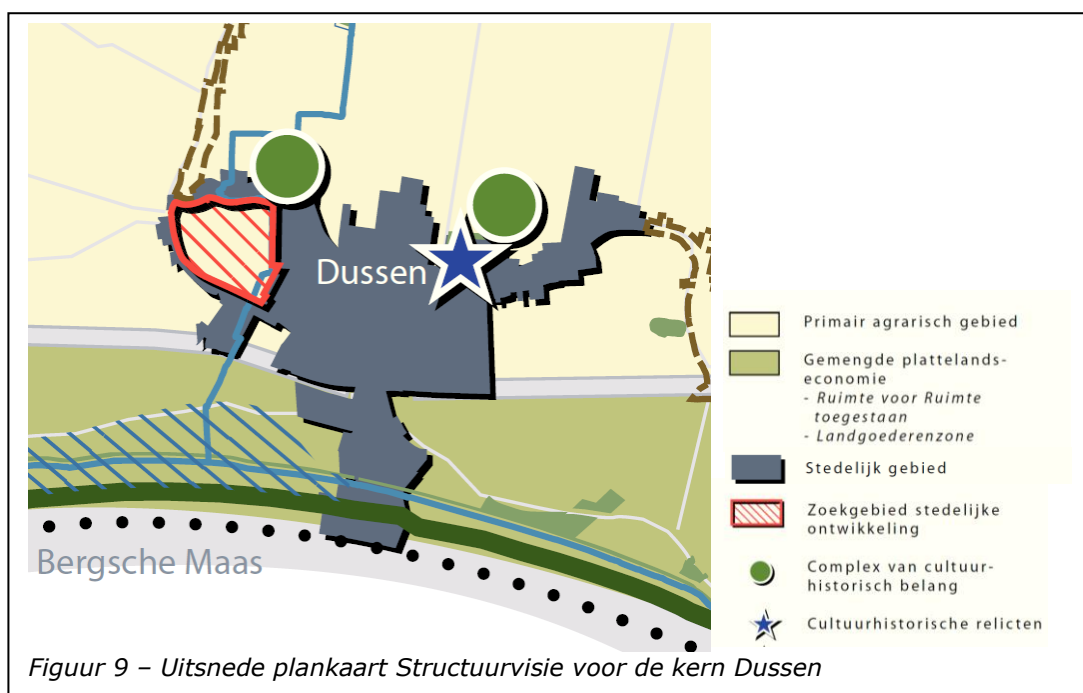 Dussen
Bergsche Maas
Primair agrarisch gebied
Gemengde plattelands-
economie
- Ruimte voor Ruimte
toegestaan
- Landgoederenzone
Stedelijk gebied
Zoekgebied stedelijke
ontwikkeling
Complex van cultuur-
historisch belang
Cultuurhistorische relicten
Figuur 9 – Uitsnede plankaart Structuurvisie voor de kern Dussen